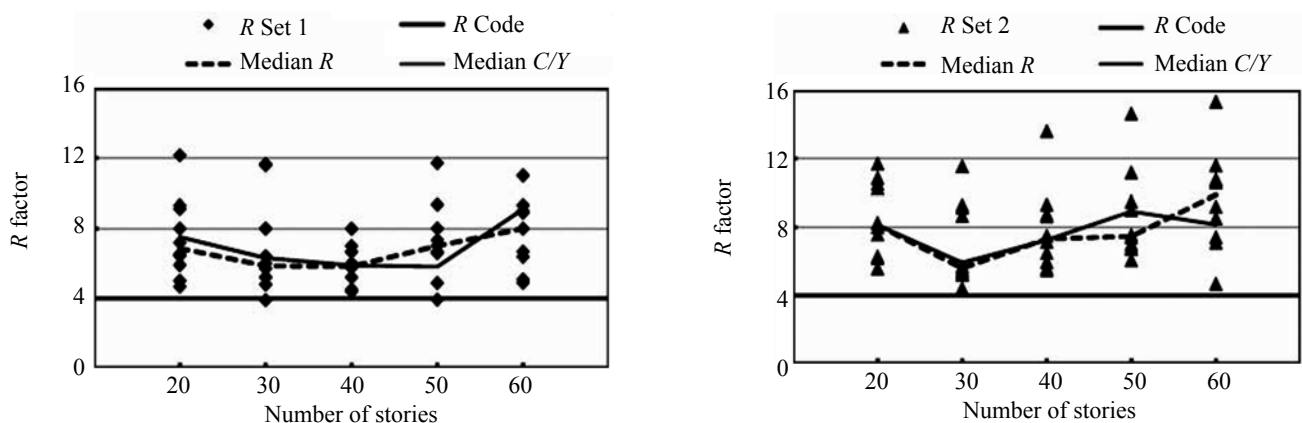 R Set 1 R Code
Median R Median C/Y
16
12
8
4
0
R factor
20 30 40 50 60
Number of stories
R Set 2 R Code
Median R Median C/Y
16
12
8
4
0
R factor
20 30 40 50 60
Number of stories